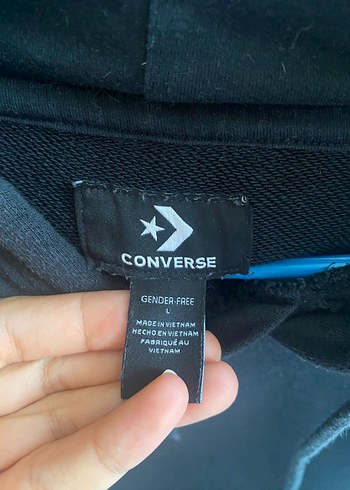 CONVERSE
GENDER-FREE
L
MADE IN VIETNAM
HECHO EN VIETNAM
FABRIQUÉ AU
VIETNAM